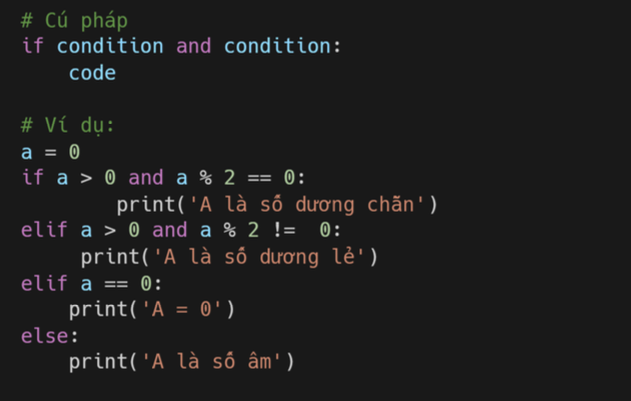 # Cú pháp
if condition and condition:
    code

# Ví dụ:
a = 0
if a > 0 and a % 2 == 0:
        print('A là số dương chẵn')
elif a > 0 and a % 2 !=  0:
     print('A là số dương lẻ')
elif a == 0:
    print('A = 0')
else:
    print('A là số âm')